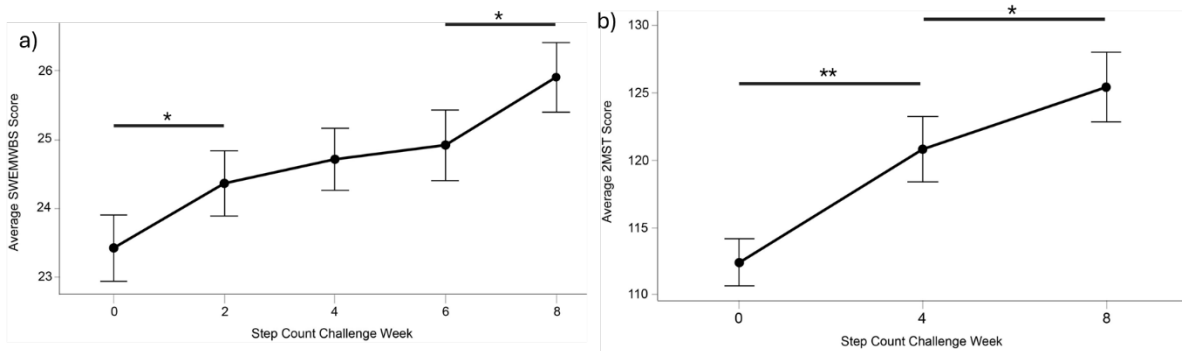 a)
*
*
26
25
24
23
0 2 4 6 8
Average SWEMWBS Score
Step Count Challenge Week
b)
*
**
130
125
120
115
110
0 4 8
Average 2MST Score
Step Count Challenge Week